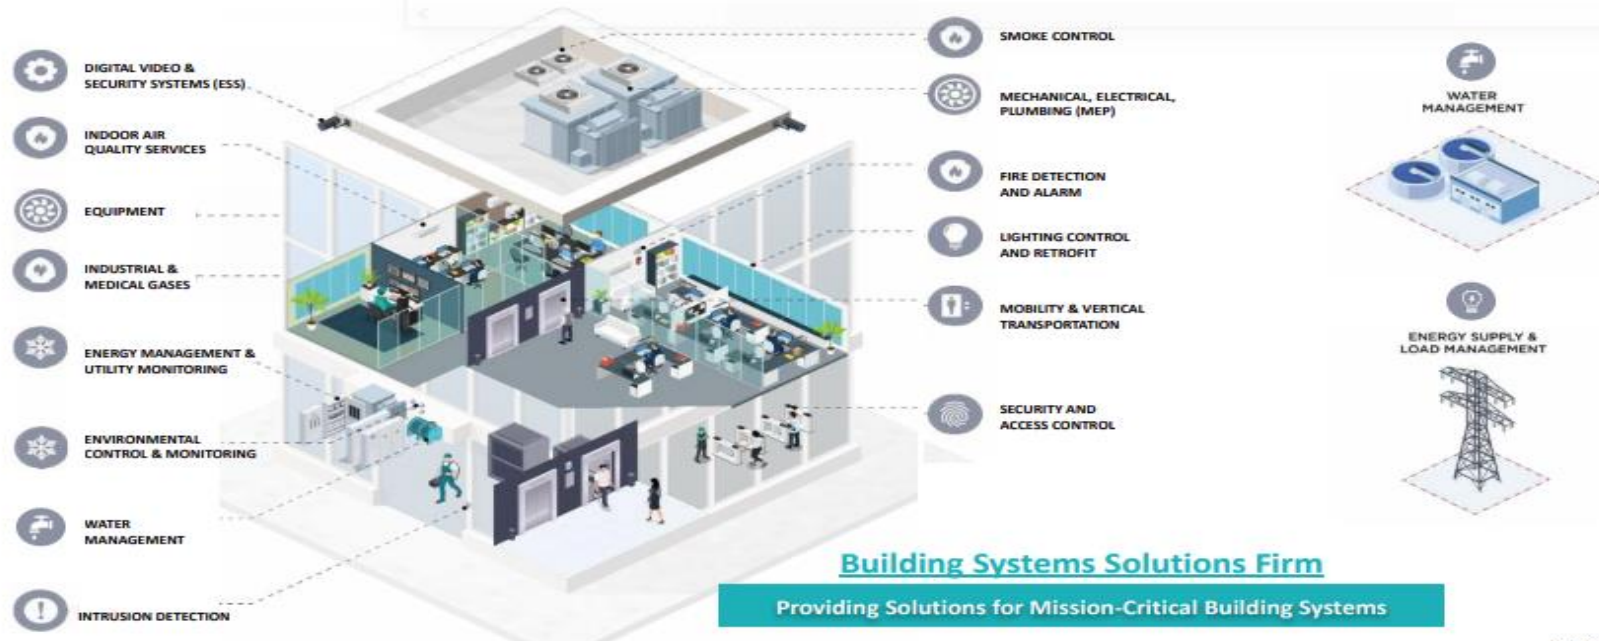 DIGITAL VIDEO &
SECURITY SYSTEMS (ESS)
INDOOR AIR
QUALITY SERVICES
EQUIPMENT
INDUSTRIAL &
MEDICAL GASES
ENERGY MANAGEMENT &
UTILITY MONITORING
ENVIRONMENTAL
CONTROL & MONITORING
WATER
MANAGEMENT
INTRUSION DETECTION
SMOKE CONTROL
MECHANICAL, ELECTRICAL,
PLUMBING (MEP)
FIRE DETECTION
AND ALARM
LIGHTING CONTROL
AND RETROFIT
MOBILITY & VERTICAL
TRANSPORTATION
SECURITY AND
ACCESS CONTROL
WATER
MANAGEMENT
ENERGY SUPPLY &
LOAD MANAGEMENT
Building Systems Solutions Firm
Providing Solutions for Mission-Critical Building Systems